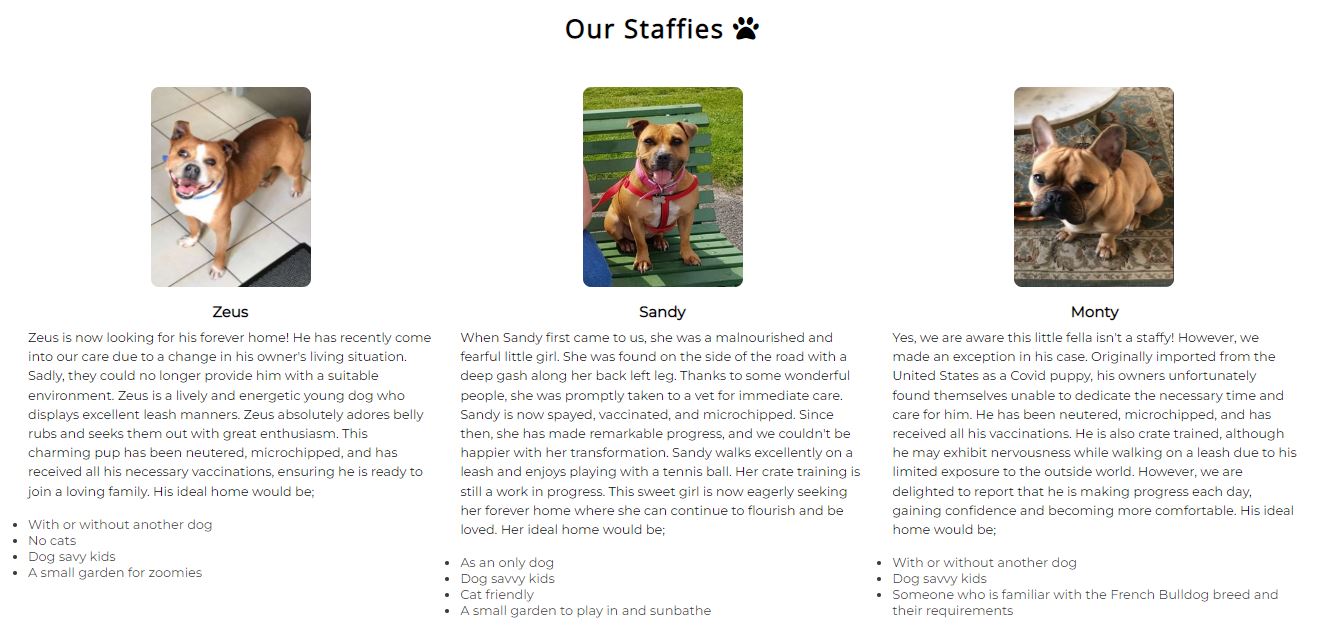 Our Staffies
Zeus
Zeus is now looking for his forever home! He has recently come
into our care due to a change in his owner's living situation.
Sadly, they could no longer provide him with a suitable
environment. Zeus is a lively and energetic young dog who
displays excellent leash manners. Zeus absolutely adores belly
rubs and seeks them out with great enthusiasm. This
charming pup has been neutered, microchipped, and has
received all his necessary vaccinations, ensuring he is ready to
join a loving family. His ideal home would be;
• With or without another dog
• No cats
• Dog savy kids
• A small garden for zoomies
Sandy
When Sandy first came to us, she was a malnourished and
fearful little girl. She was found on the side of the road with a
deep gash along her back left leg. Thanks to some wonderful
people, she was promptly taken to a vet for immediate care.
Sandy is now spayed, vaccinated, and microchipped. Since
then, she has made remarkable progress, and we couldn't be
happier with her transformation. Sandy walks excellently on a
leash and enjoys playing with a tennis ball. Her crate training is
still a work in progress. This sweet girl is now eagerly seeking
her forever home where she can continue to flourish and be
loved. Her ideal home would be;
• As an only dog
• Dog savvy kids
• Cat friendly
• A small garden to play in and sunbathe
Monty
Yes, we are aware this little fella isn't a staffy! However, we
made an exception in his case. Originally imported from the
United States as a Covid puppy, his owners unfortunately
found themselves unable to dedicate the necessary time and
care for him. He has been neutered, microchipped, and has
received all his vaccinations. He is also crate trained, although
he may exhibit nervousness while walking on a leash due to his
limited exposure to the outside world. However, we are
delighted to report that he is making progress each day,
gaining confidence and becoming more comfortable. His ideal
home would be;
• With or without another dog
• Dog savvy kids
• Someone who is familiar with the French Bulldog breed and
their requirements